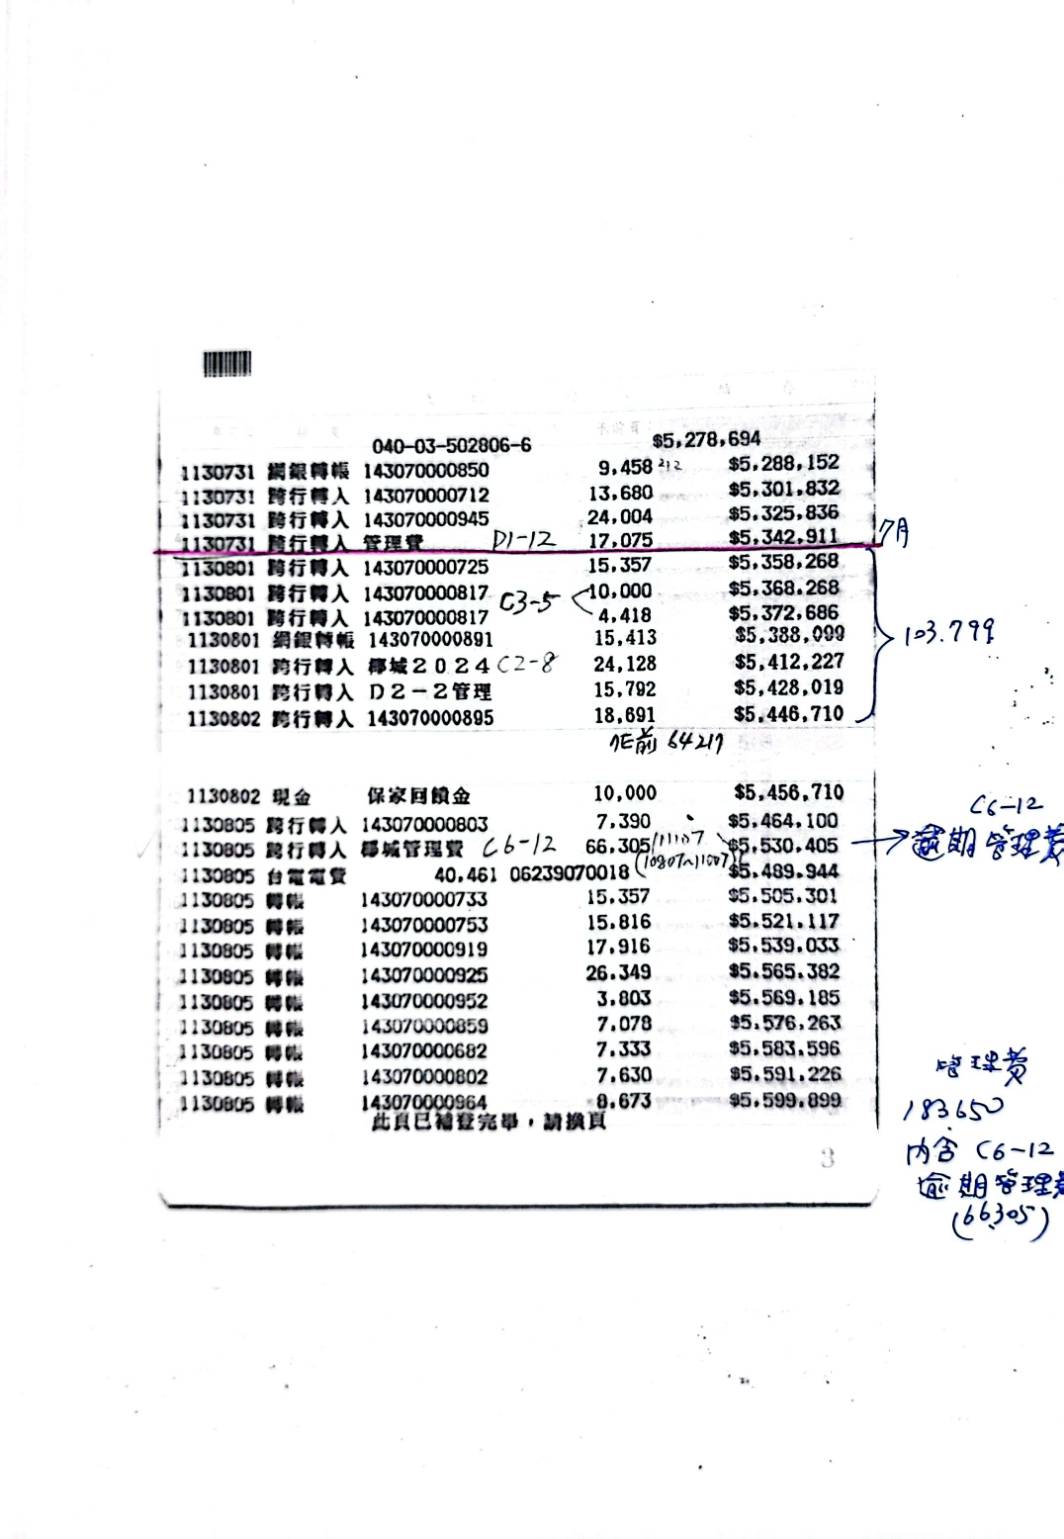 040-03-502806-6 $5,278,694
1130731 網銀轉帳 143070000850 9,458 212 $5,288,152
1130731 跨行轉入 143070000712 13,680 $5,301,832
1130731 跨行轉入 143070000945 24,004 $5,325,836
1130731 跨行轉入 管理費 D1-12 17,075 $5,342,911 7月
1130801 跨行轉入 143070000725 15,357 $5,358,268
1130801 跨行轉入 143070000817 10,000 $5,368,268
C3-5
1130801 跨行轉入 143070000817 4,418 $5,372,686
1130801 網銀轉帳 143070000891 15,413 $5,388,099 103.799
1130801 跨行轉入 椰城2024 C2-8 24,128 $5,412,227
1130801 跨行轉入 D2-2管理 15,792 $5,428,019
1130802 跨行轉入 143070000895 18,691 $5,446,710
前 64217
1130802 現金 保家回饋金 10,000 $5,456,710
1130805 跨行轉入 143070000803 7,390 $5,464,100
1130805 跨行轉入 椰城管理費 C6-12 66,305 $5,530,405
C6-12
逾期管理費
1130805 台電電費 40,461 06239070018 $5,489,944
1130805 轉帳 143070000733 15,357 $5,505,301
1130805 轉帳 143070000753 15,816 $5,521,117
1130805 轉帳 143070000919 17,916 $5,539,033
1130805 轉帳 143070000925 26,349 $5,565,382
1130805 轉帳 143070000952 3,803 $5,569,185
1130805 轉帳 143070000859 7,078 $5,576,263
1130805 轉帳 143070000682 7,333 $5,583,596
1130805 轉帳 143070000802 7,630 $5,591,226
1130805 轉帳 143070000964 8,673 $5,599,899
此頁已補登完畢,請換頁
3
管理費
183,650
內含 C6-12
逾期管理費
(66,305)